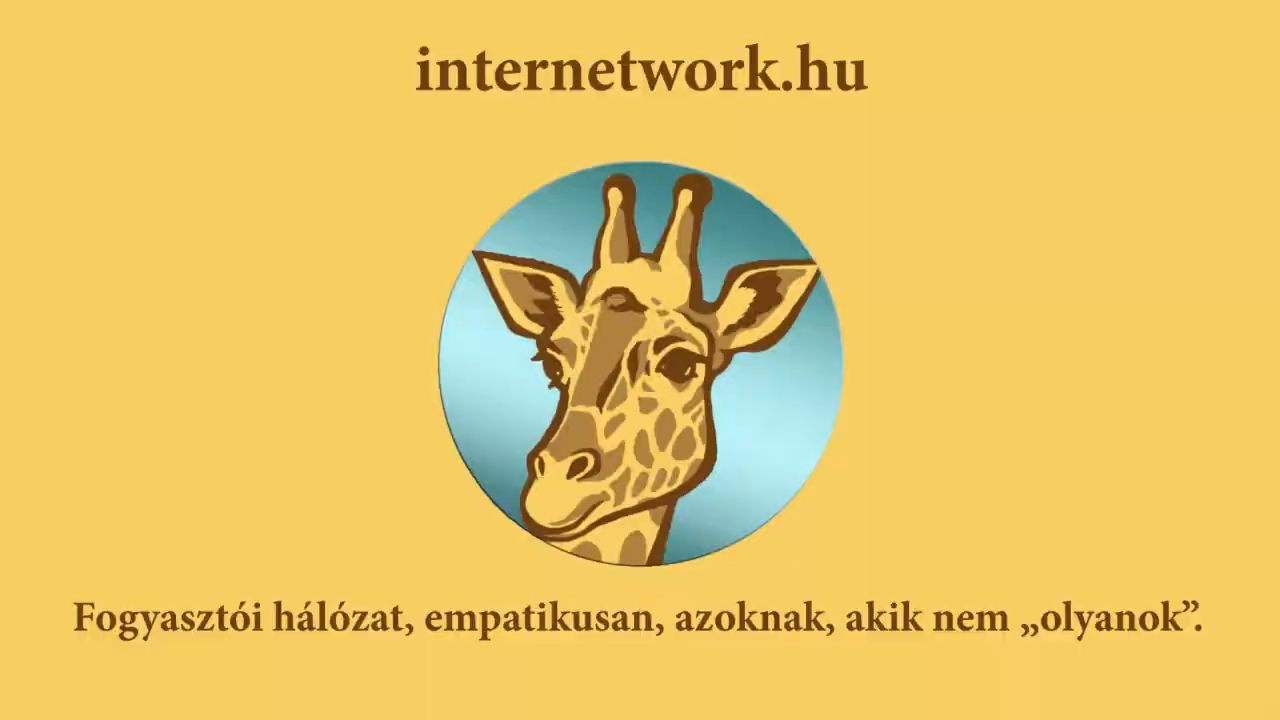 internetwork.hu
Fogyasztói hálózat, empatikusan, azoknak, akik nem „olyanok”.